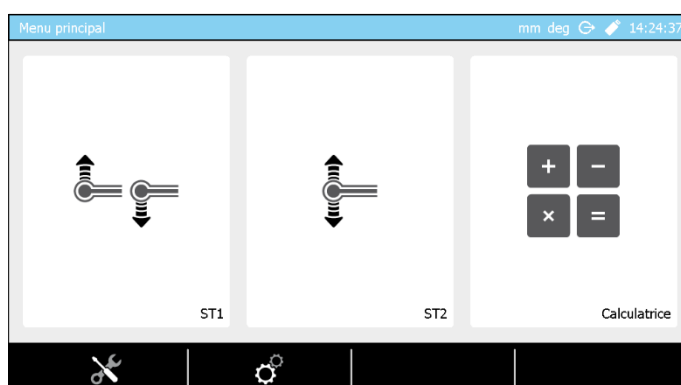 Menu principal
mm deg 14:24:37
ST1
ST2
+ −
× =
Calculatrice